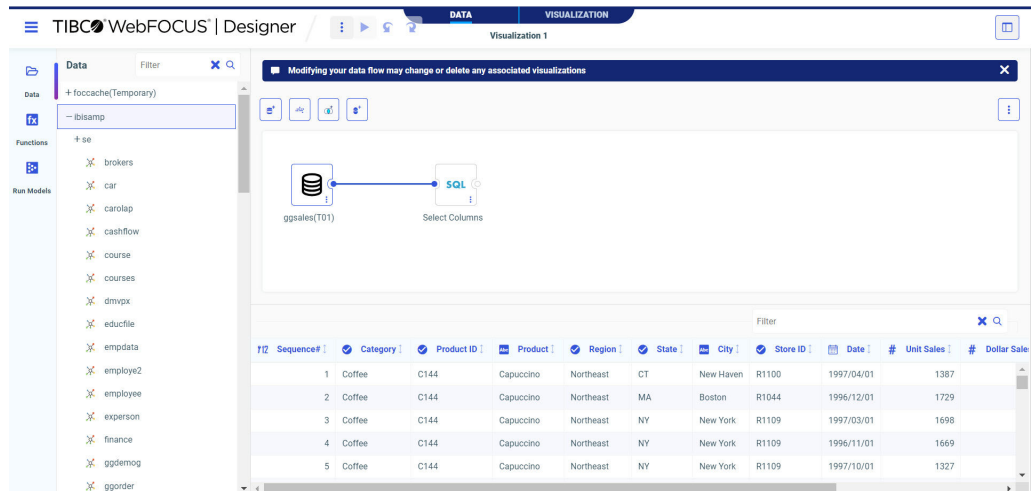 TIBCO WebFOCUS® | Designer
DATA
VISUALIZATION
Visualization 1
Data
Functions
Run Models
Data
Filter
+ foccache(Temporary)
− ibisamp
+ se
brokers
car
carolap
cashflow
course
courses
dmvpx
educfile
empdata
employe2
employee
experson
finance
ggdemog
ggorder
Modifying your data flow may change or delete any associated visualizations
SQL
ggsales(T01)
Select Columns
Filter
Sequence# Category Product ID Abc Product Region State Abc City Store ID Date # Unit Sales # Dollar Sale
1 Coffee C144 Capuccino Northeast CT New Haven R1100 1997/04/01 1387
2 Coffee C144 Capuccino Northeast MA Boston R1044 1996/12/01 1729
3 Coffee C144 Capuccino Northeast NY New York R1109 1997/03/01 1698
4 Coffee C144 Capuccino Northeast NY New York R1109 1996/11/01 1669
5 Coffee C144 Capuccino Northeast NY New York R1109 1997/10/01 1327